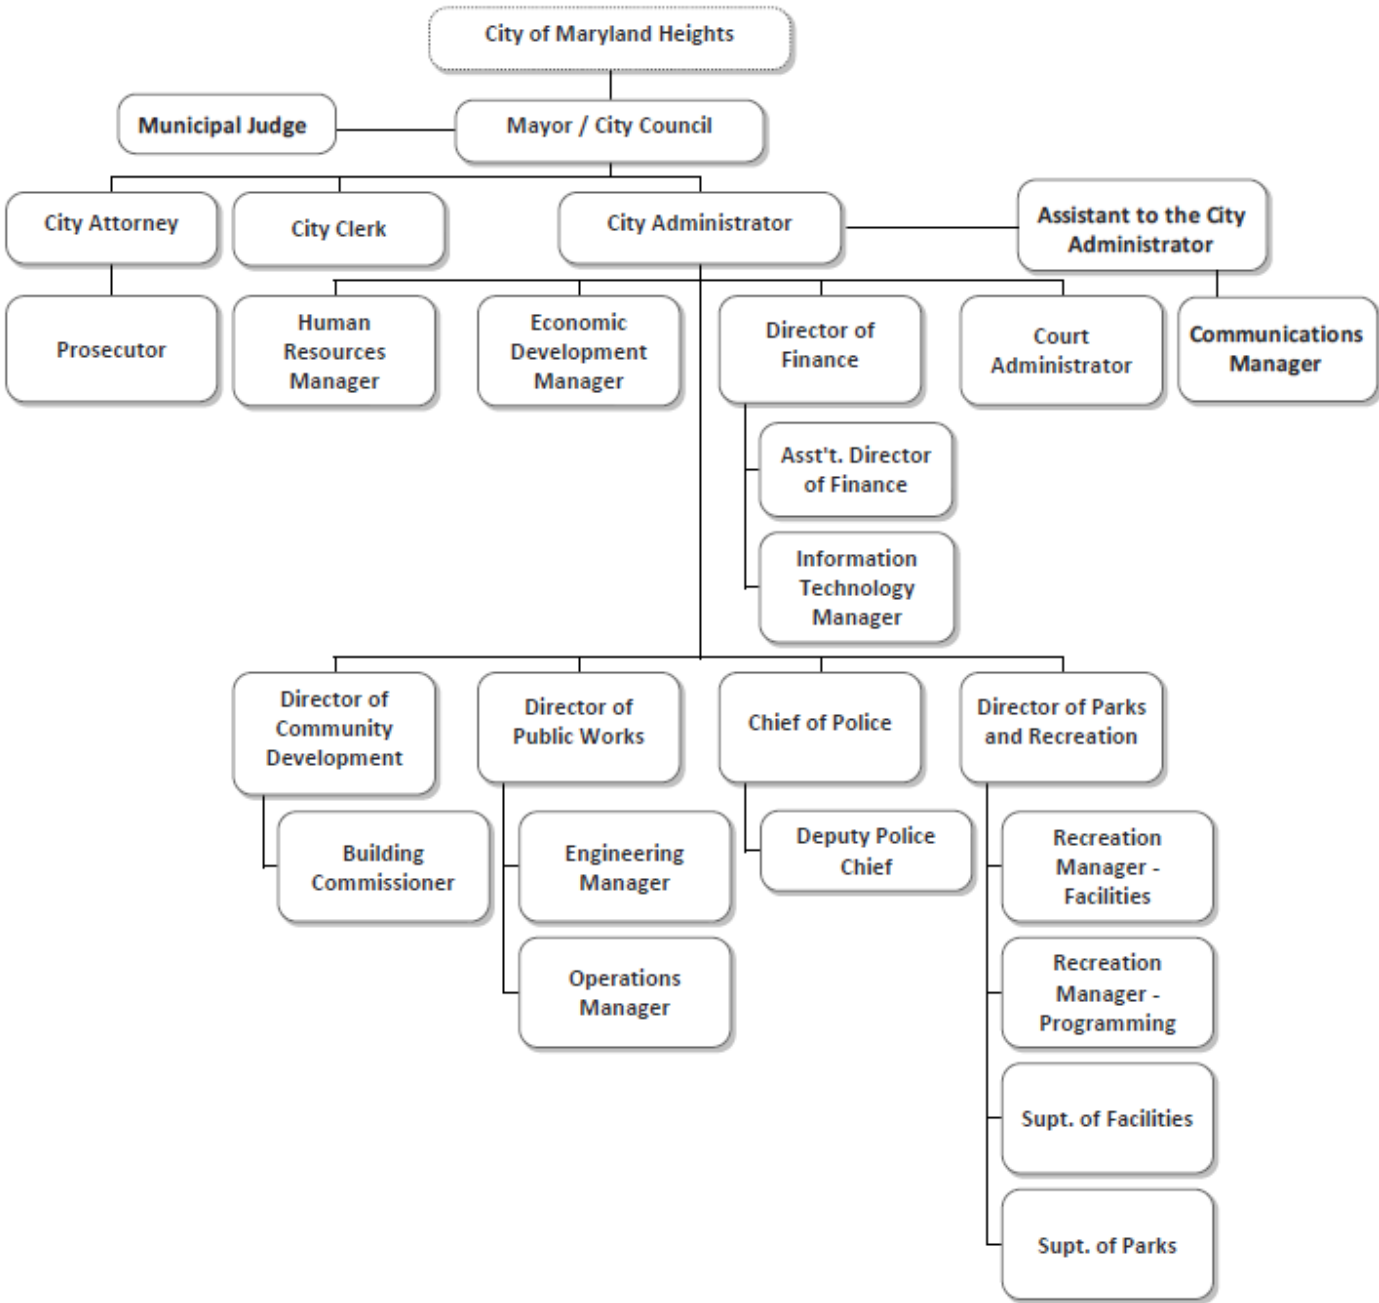 City of Maryland Heights
Municipal Judge
Mayor / City Council
City Attorney
City Clerk
City Administrator
Assistant to the City
Administrator
Prosecutor
Human
Resources
Manager
Economic
Development
Manager
Director of
Finance
Court
Administrator
Communications
Manager
Asst't. Director
of Finance
Information
Technology
Manager
Director of
Community
Development
Director of
Public Works
Chief of Police
Director of Parks
and Recreation
Building
Commissioner
Engineering
Manager
Deputy Police
Chief
Recreation
Manager -
Facilities
Operations
Manager
Recreation
Manager -
Programming
Supt. of Facilities
Supt. of Parks